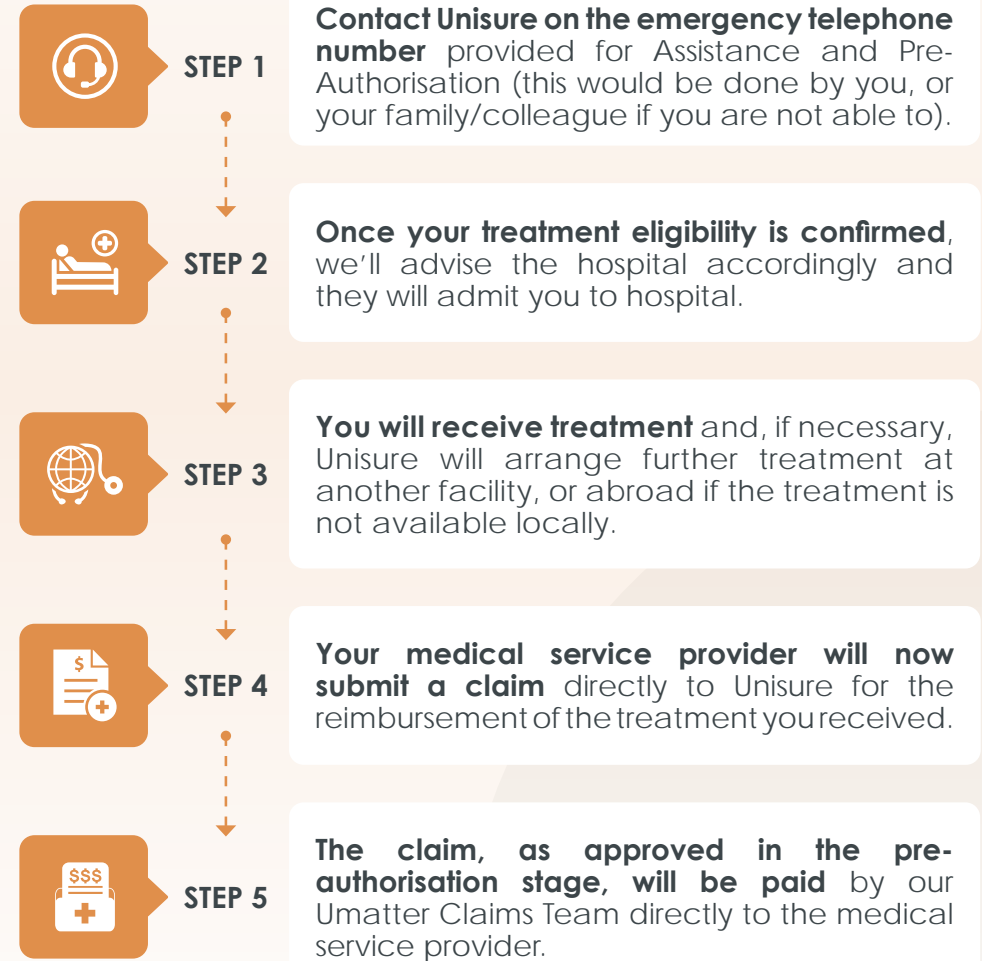 Contact Unisure on the emergency telephone
number provided for Assistance and Pre-
Authorisation (this would be done by you, or
your family/colleague if you are not able to).
STEP 1
Once your treatment eligibility is confirmed,
we'll advise the hospital accordingly and
they will admit you to hospital.
STEP 2
You will receive treatment and, if necessary,
Unisure will arrange further treatment at
another facility, or abroad if the treatment is
not available locally.
STEP 3
$
Your medical service provider will now
submit a claim directly to Unisure for the
reimbursement of the treatment you received.
STEP 4
$$$
The claim, as approved in the pre-
authorisation stage, will be paid by our
Umatter Claims Team directly to the medical
service provider.
STEP 5